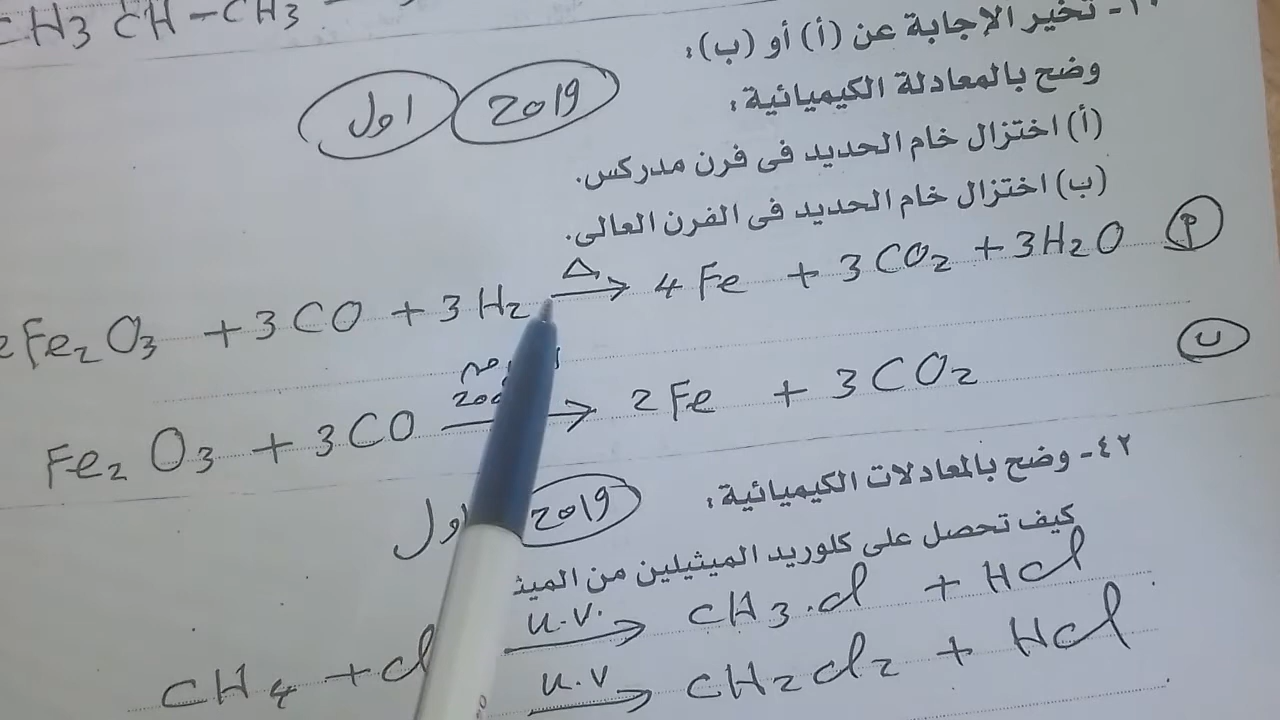 CH3 CH-CH3
- تخير الإجابة عن (أ) أو (ب):
وضح بالمعادلة الكيميائية:
2019 اول
(أ) اختزال خام الحديد فى فرن مدركس.
(ب) اختزال خام الحديد فى الفرن العالى.
2Fe2O3 + 3CO + 3H2 →Δ 4Fe + 3CO2 + 3H2O
Fe2O3 + 3CO → 2Fe + 3CO2
٤٢- وضح بالمعادلات الكيميائية:
2019 اول
كيف تحصل على كلوريد الميثيلين من
CH4 + Cl →u.v. CH3.Cl + HCl
→u.v CH2Cl2 + HCl